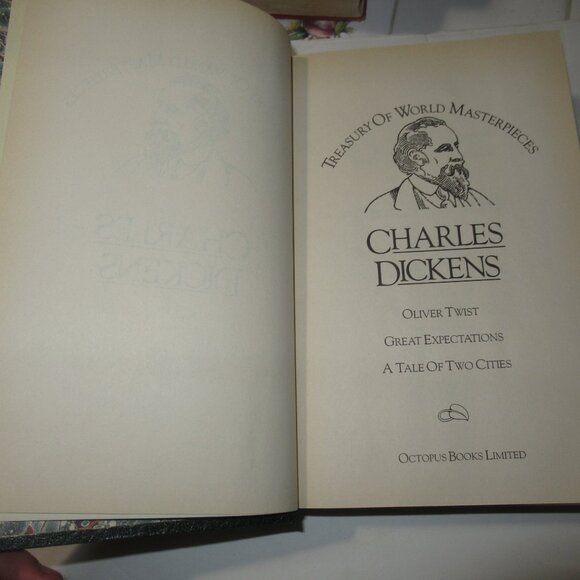 TREASURY OF WORLD MASTERPIECES
CHARLES
DICKENS
OLIVER TWIST
GREAT EXPECTATIONS
A TALE OF TWO CITIES
OCTOPUS BOOKS LIMITED